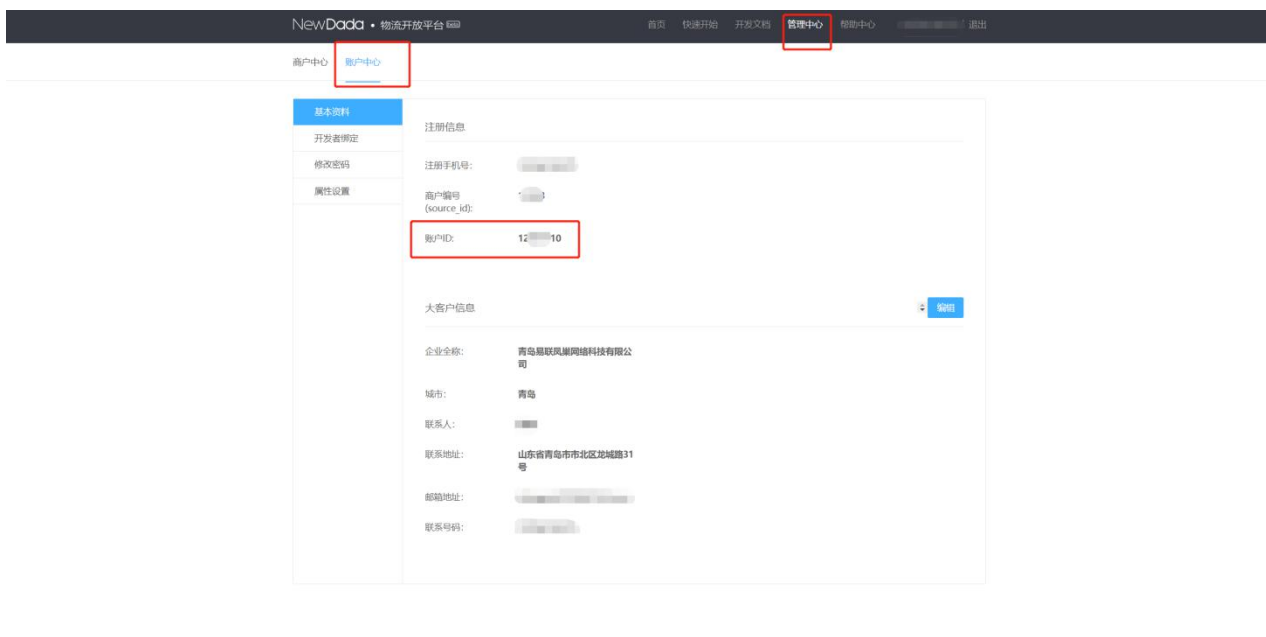 NewDada • 物流开放平台
首页 快速开始 开发文档 管理中心 帮助中心 退出
商户中心 账户中心
基本资料
开发者绑定
修改密码
属性设置
注册信息
注册手机号:
商户编号
(source_id):
账户ID: 12 10
大客户信息
编辑
企业全称: 青岛易联凤巢网络科技有限公
司
城市: 青岛
联系人:
联系地址: 山东省青岛市市北区龙城路31
号
邮箱地址:
联系号码: